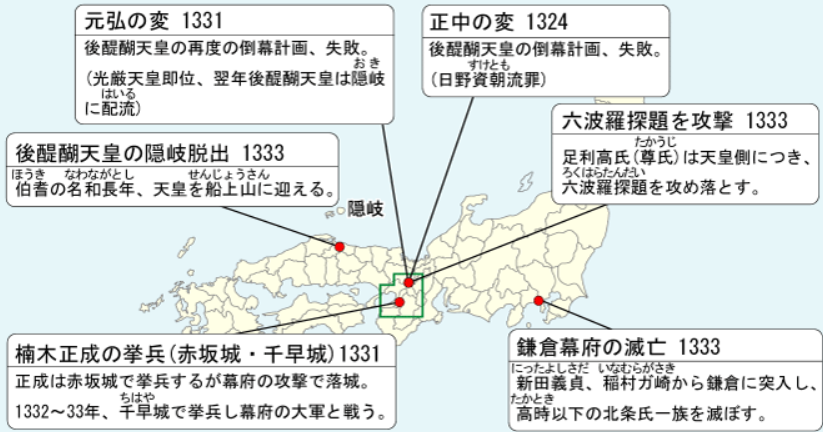 元弘の変 1331
後醍醐天皇の再度の倒幕計画、失敗。
おき
(光厳天皇即位、翌年後醍醐天皇は隠岐
はいる
に配流)
正中の変 1324
後醍醐天皇の倒幕計画、失敗。
すけとも
(日野資朝流罪)
六波羅探題を攻撃 1333
たかうじ
足利高氏(尊氏)は天皇側につき、
ろくはらたんだい
六波羅探題を攻め落とす。
後醍醐天皇の隠岐脱出 1333
ほうき なわながとし せんじょうさん
伯耆の名和長年、天皇を船上山に迎える。
隠岐
楠木正成の挙兵(赤坂城・千早城)1331
正成は赤坂城で挙兵するが幕府の攻撃で落城。
ちはや
1332～33年、千早城で挙兵し幕府の大軍と戦う。
鎌倉幕府の滅亡 1333
にったよしさだ いなむらがさき
新田義貞、稲村ガ崎から鎌倉に突入し、
たかとき
高時以下の北条氏一族を滅ぼす。